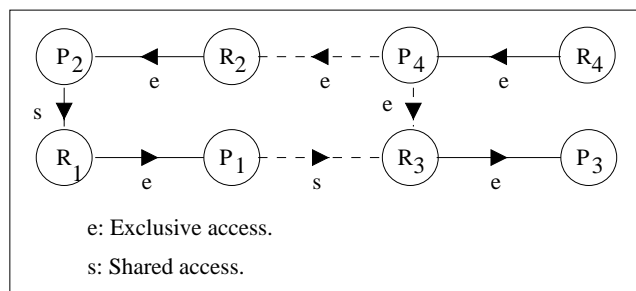 P2 R2 P4 R4
e e e
s e
R1 P1 R3 P3
e s e
e: Exclusive access.
s: Shared access.